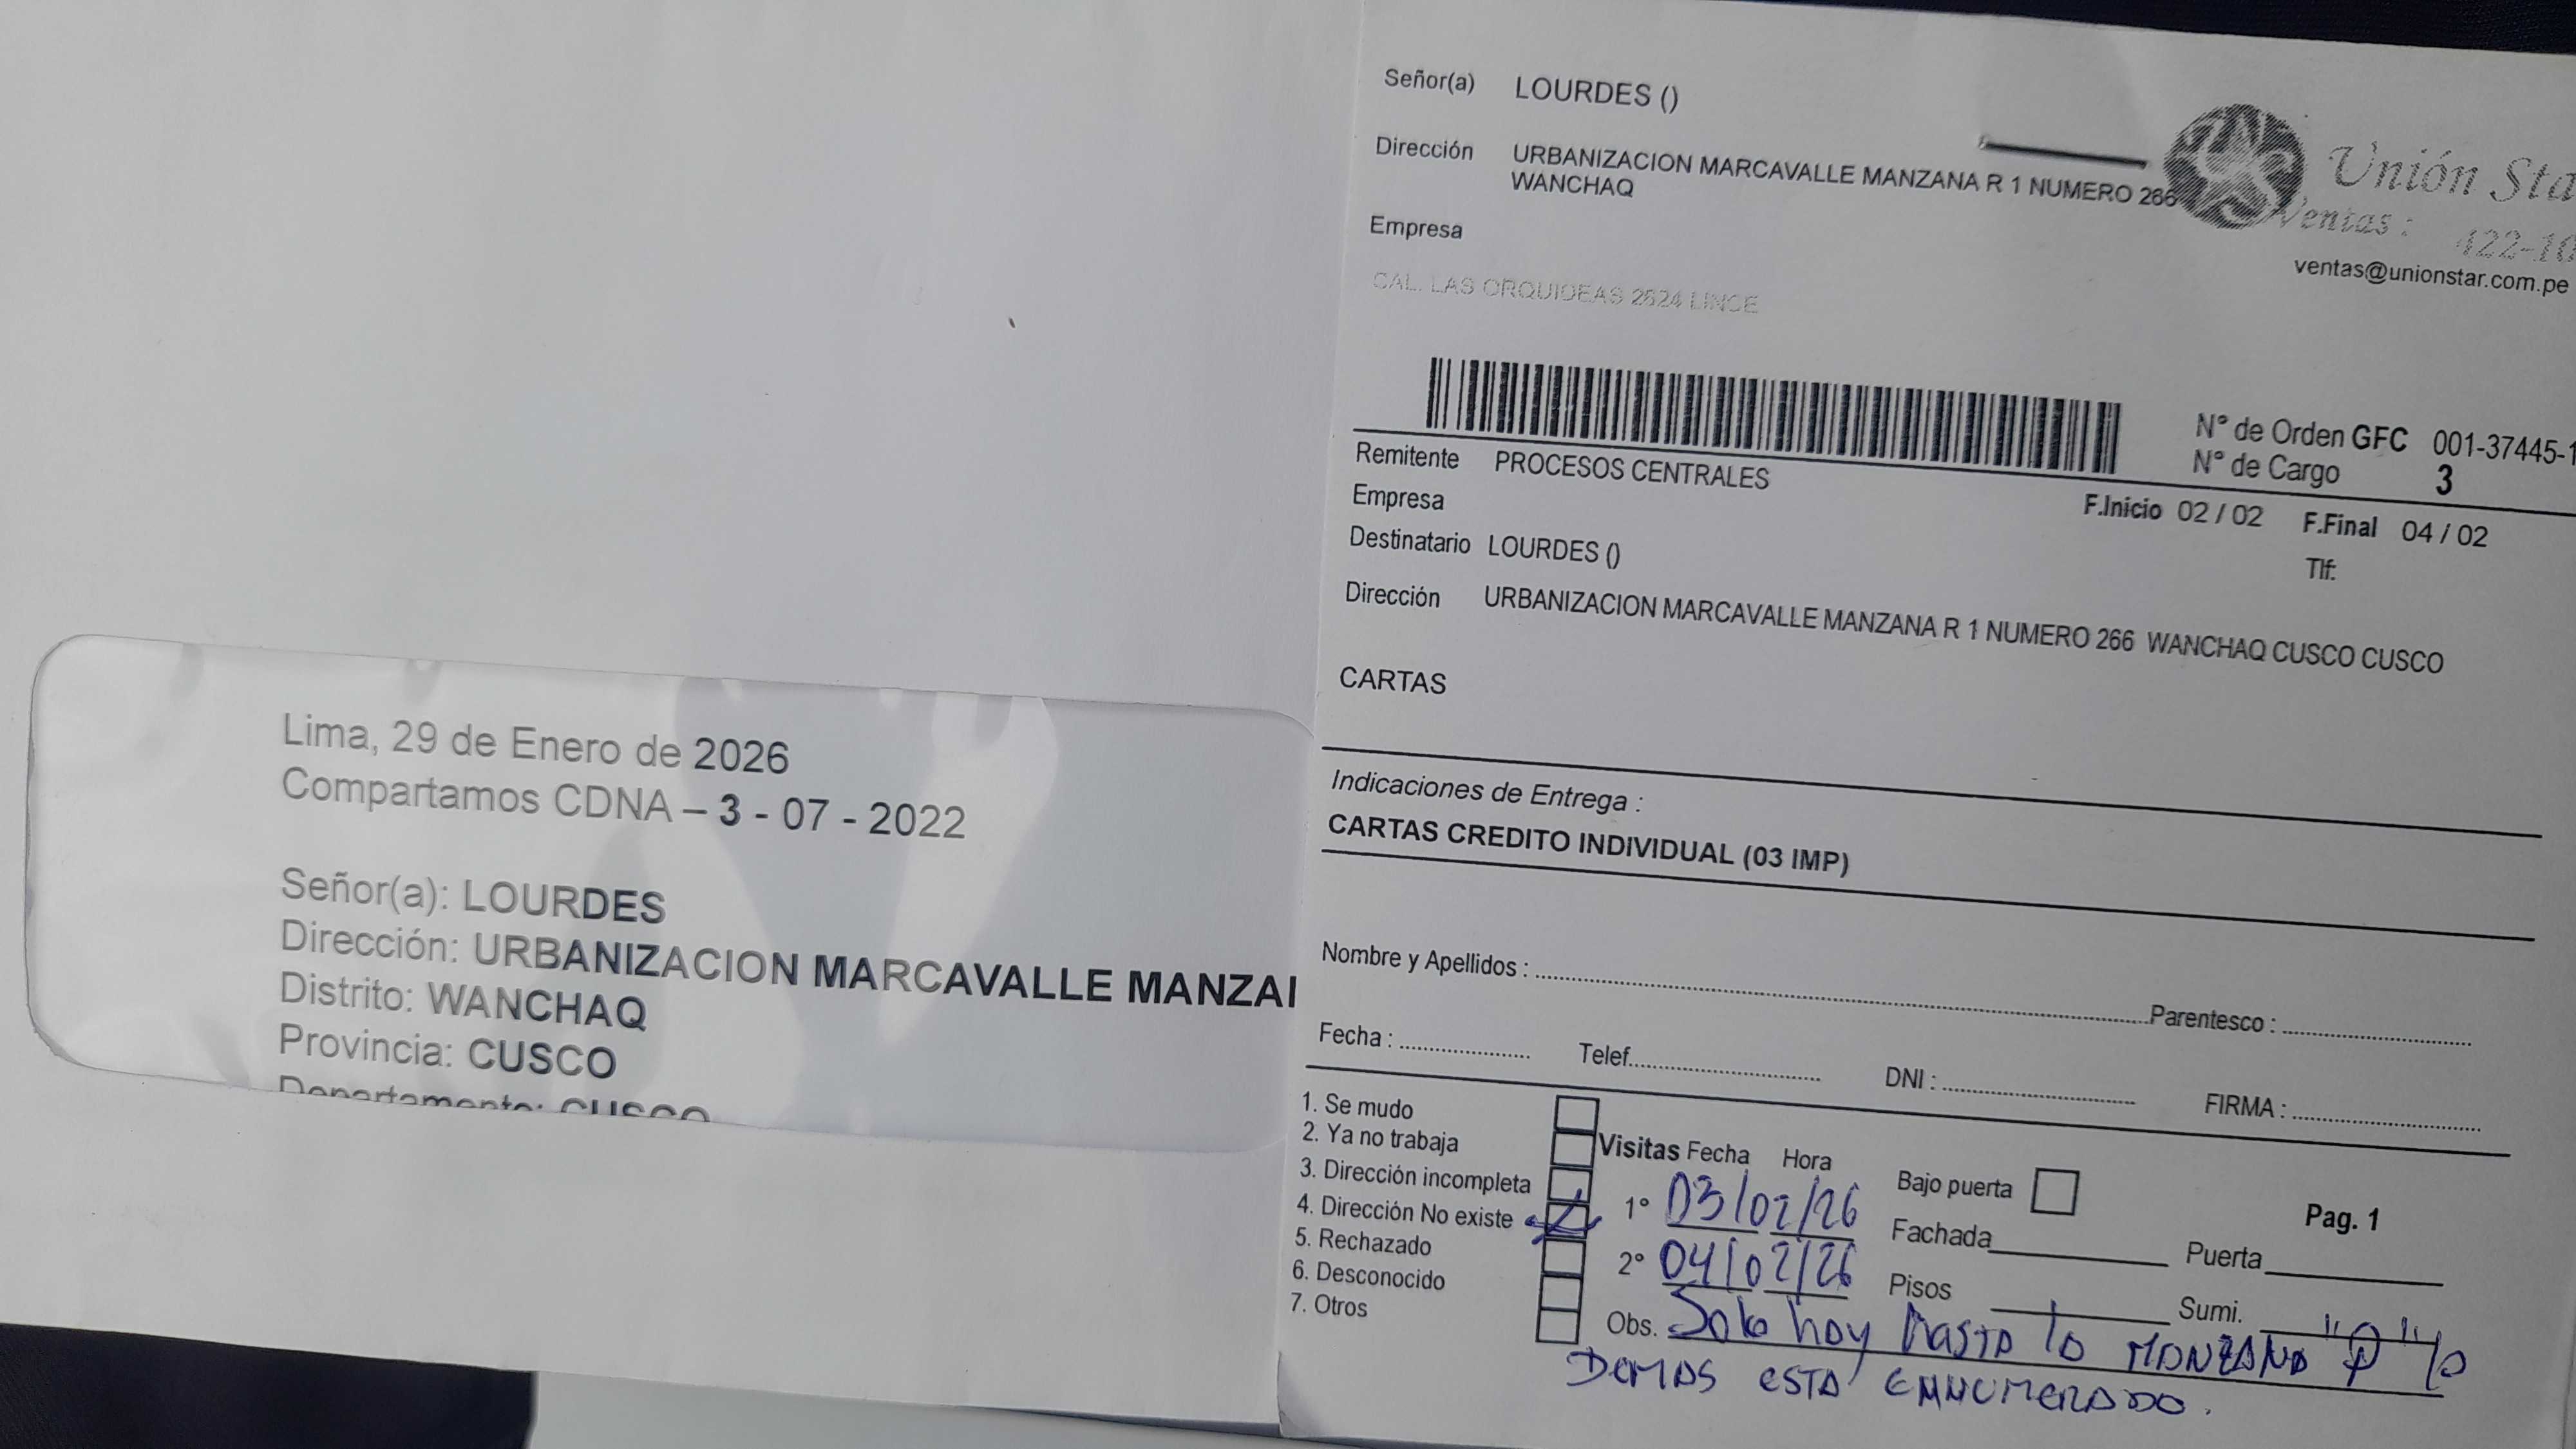 Lima, 29 de Enero de 2026
Compartamos CDNA – 3 - 07 - 2022
Señor(a): LOURDES
Dirección: URBANIZACION MARCAVALLE MANZAI
Distrito: WANCHAQ
Provincia: CUSCO
Departamento: CUSCO
Señor(a) LOURDES ()
Dirección URBANIZACION MARCAVALLE MANZANA R 1 NUMERO 266
WANCHAQ
Empresa
CAL. LAS ORQUIDEAS 2624 LINCE
Unión Sta
Ventas : 422-10
ventas@unionstar.com.pe
N° de Orden GFC 001-37445-1
N° de Cargo 3
Remitente PROCESOS CENTRALES
Empresa
F.Inicio 02 / 02 F.Final 04 / 02
Destinatario LOURDES ()
Tlf:
Dirección URBANIZACION MARCAVALLE MANZANA R 1 NUMERO 266 WANCHAQ CUSCO CUSCO
CARTAS
Indicaciones de Entrega :
CARTAS CREDITO INDIVIDUAL (03 IMP)
Nombre y Apellidos : Parentesco :
Fecha : Telef. DNI : FIRMA :
1. Se mudo
2. Ya no trabaja
3. Dirección incompleta
4. Dirección No existe
5. Rechazado
6. Desconocido
7. Otros
Visitas Fecha Hora
1° 03/02/26
2° 04/02/26
Bajo puerta
Pag. 1
Fachada Puerta
Pisos Sumi.
Obs. Solo hoy hasta la MANZANA
DEMAS ESTA ENNUMERADO.